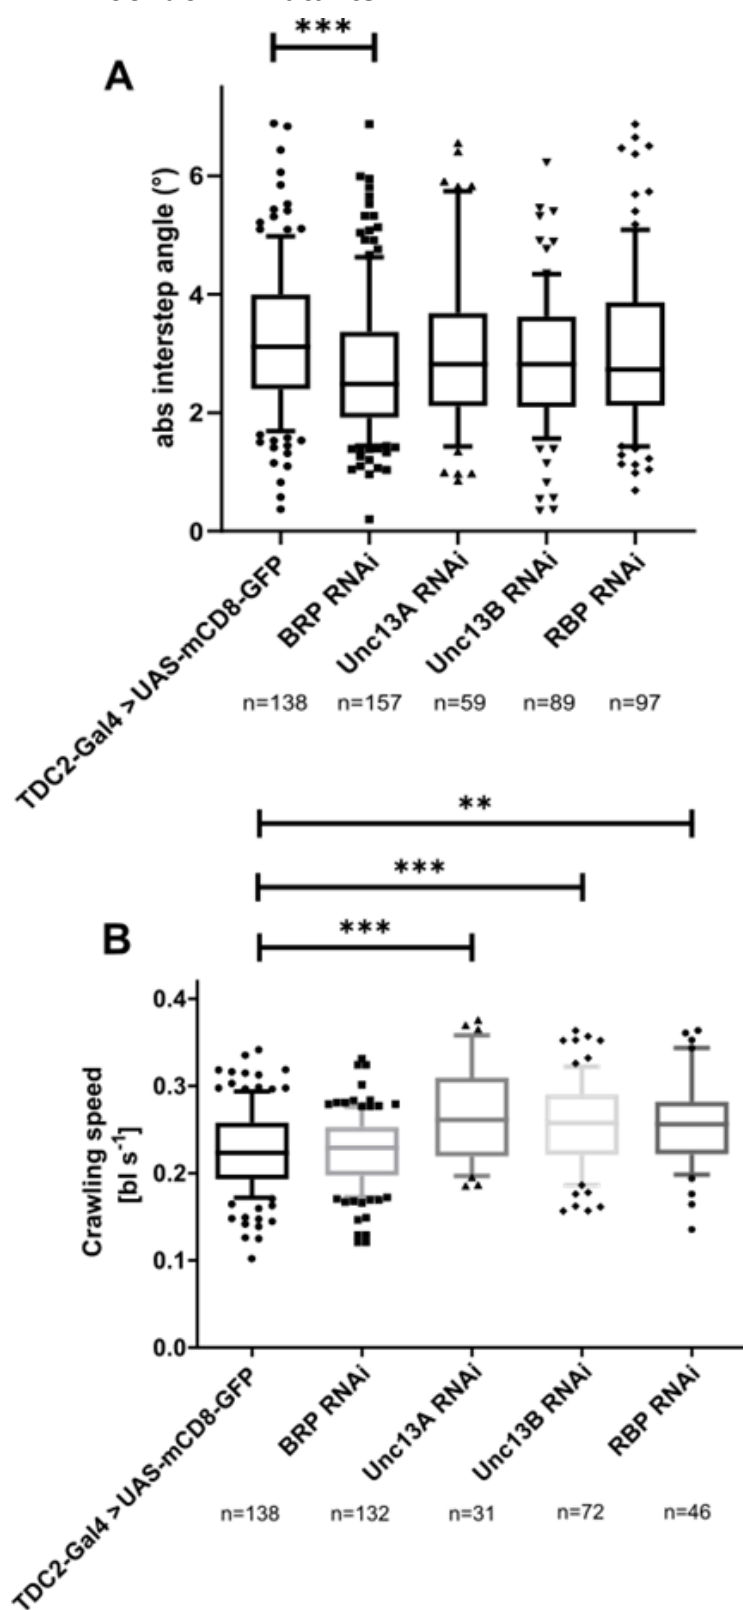 ***
A
abs interstep angle (°)
6
4
2
0
TDC2-Gal4 > UAS-mCD8-GFP
BRP RNAi
Unc13A RNAi
Unc13B RNAi
RBP RNAi
n=138 n=157 n=59 n=89 n=97
**
***
***
B
Crawling speed
[bl s⁻¹]
0.4
0.3
0.2
0.1
0.0
TDC2-Gal4 > UAS-mCD8-GFP
BRP RNAi
Unc13A RNAi
Unc13B RNAi
RBP RNAi
n=138 n=132 n=31 n=72 n=46